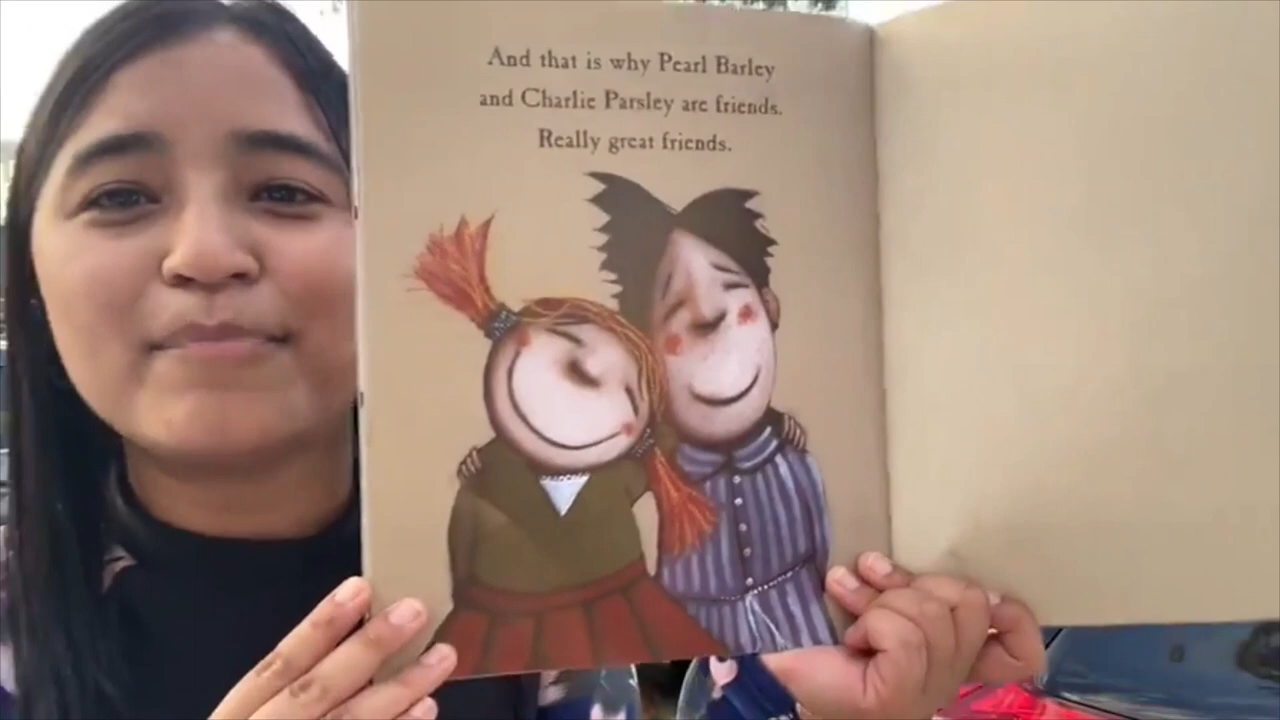 And that is why Pearl Barley
and Charlie Parsley are friends.
Really great friends.